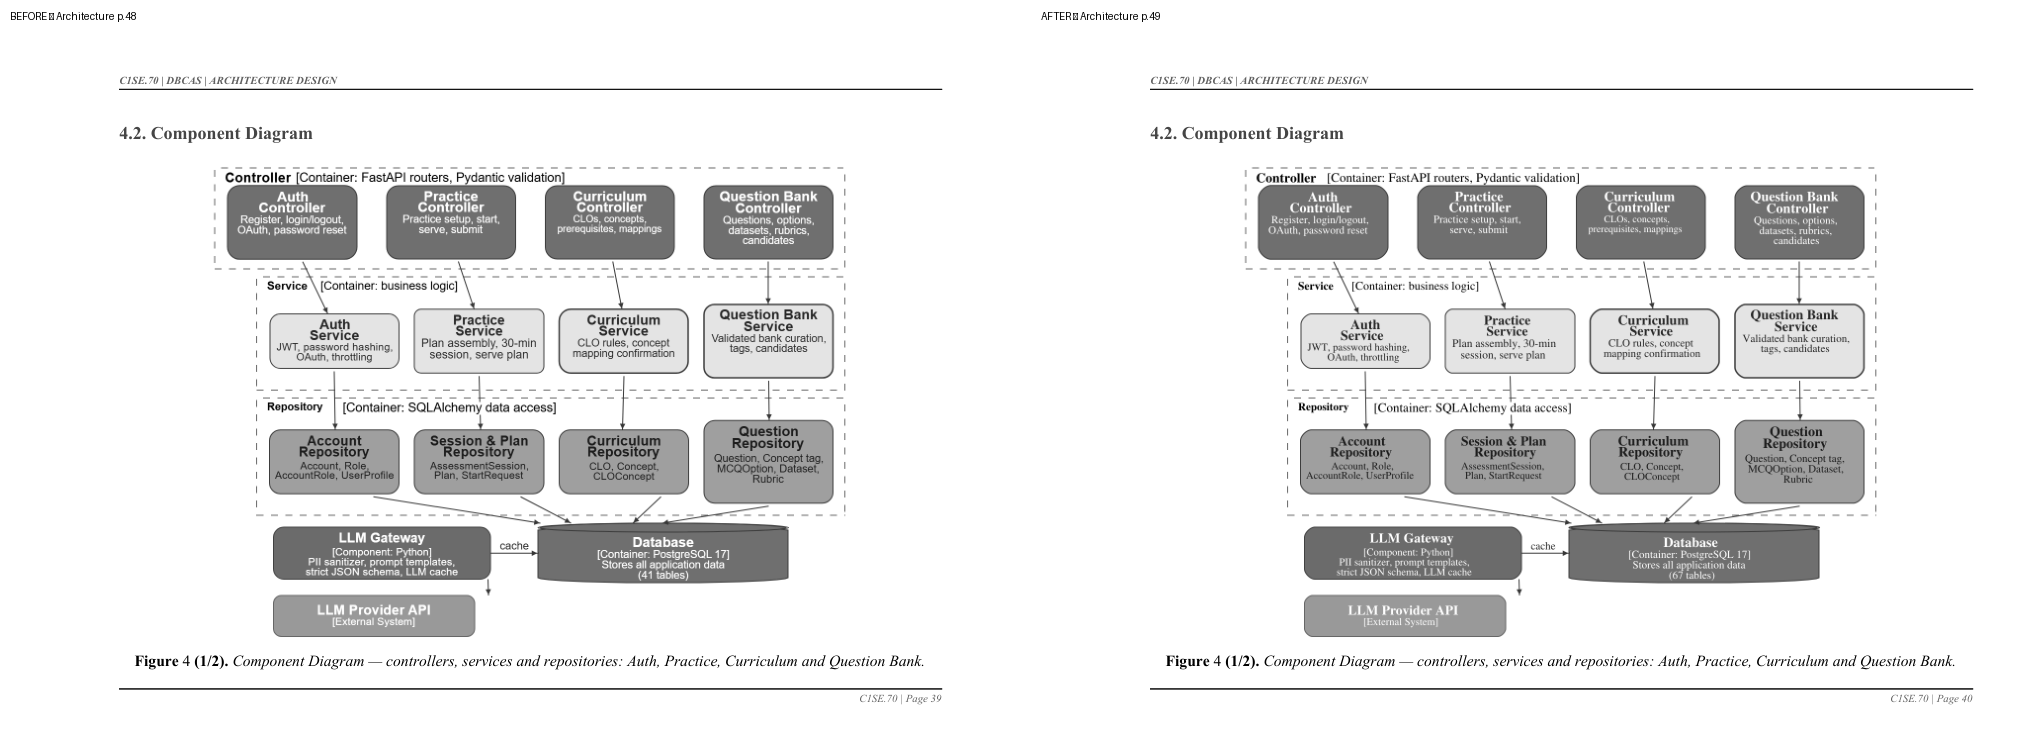 BEFORE Architecture p.48
C1SE.70 | DBCAS | ARCHITECTURE DESIGN
4.2. Component Diagram
Controller [Container: FastAPI routers, Pydantic validation]
Auth
Controller
Register, login/logout,
OAuth, password reset
Practice
Controller
Practice setup, start,
serve, submit
Curriculum
Controller
CLOs, concepts,
prerequisites, mappings
Question Bank
Controller
Questions, options,
datasets, rubrics,
candidates
Service [Container: business logic]
Auth
Service
JWT, password hashing,
OAuth, throttling
Practice
Service
Plan assembly, 30-min
session, serve plan
Curriculum
Service
CLO rules, concept
mapping confirmation
Question Bank
Service
Validated bank curation,
tags, candidates
Repository [Container: SQLAlchemy data access]
Account
Repository
Account, Role,
AccountRole, UserProfile
Session & Plan
Repository
AssessmentSession,
Plan, StartRequest
Curriculum
Repository
CLO, Concept,
CLOConcept
Question
Repository
Question, Concept tag,
MCQOption, Dataset,
Rubric
LLM Gateway
[Component: Python]
PII sanitizer, prompt templates,
strict JSON schema, LLM cache
cache
Database
[Container: PostgreSQL 17]
Stores all application data
(41 tables)
LLM Provider API
[External System]
Figure 4 (1/2). Component Diagram — controllers, services and repositories: Auth, Practice, Curriculum and Question Bank.
C1SE.70 | Page 39
AFTER Architecture p.49
C1SE.70 | DBCAS | ARCHITECTURE DESIGN
4.2. Component Diagram
Controller [Container: FastAPI routers, Pydantic validation]
Auth
Controller
Register, login/logout,
OAuth, password reset
Practice
Controller
Practice setup, start,
serve, submit
Curriculum
Controller
CLOs, concepts,
prerequisites, mappings
Question Bank
Controller
Questions, options,
datasets, rubrics,
candidates
Service [Container: business logic]
Auth
Service
JWT, password hashing,
OAuth, throttling
Practice
Service
Plan assembly, 30-min
session, serve plan
Curriculum
Service
CLO rules, concept
mapping confirmation
Question Bank
Service
Validated bank curation,
tags, candidates
Repository [Container: SQLAlchemy data access]
Account
Repository
Account, Role,
AccountRole, UserProfile
Session & Plan
Repository
AssessmentSession,
Plan, StartRequest
Curriculum
Repository
CLO, Concept,
CLOConcept
Question
Repository
Question, Concept tag,
MCQOption, Dataset,
Rubric
LLM Gateway
[Component: Python]
PII sanitizer, prompt templates,
strict JSON schema, LLM cache
cache
Database
[Container: PostgreSQL 17]
Stores all application data
(67 tables)
LLM Provider API
[External System]
Figure 4 (1/2). Component Diagram — controllers, services and repositories: Auth, Practice, Curriculum and Question Bank.
C1SE.70 | Page 40